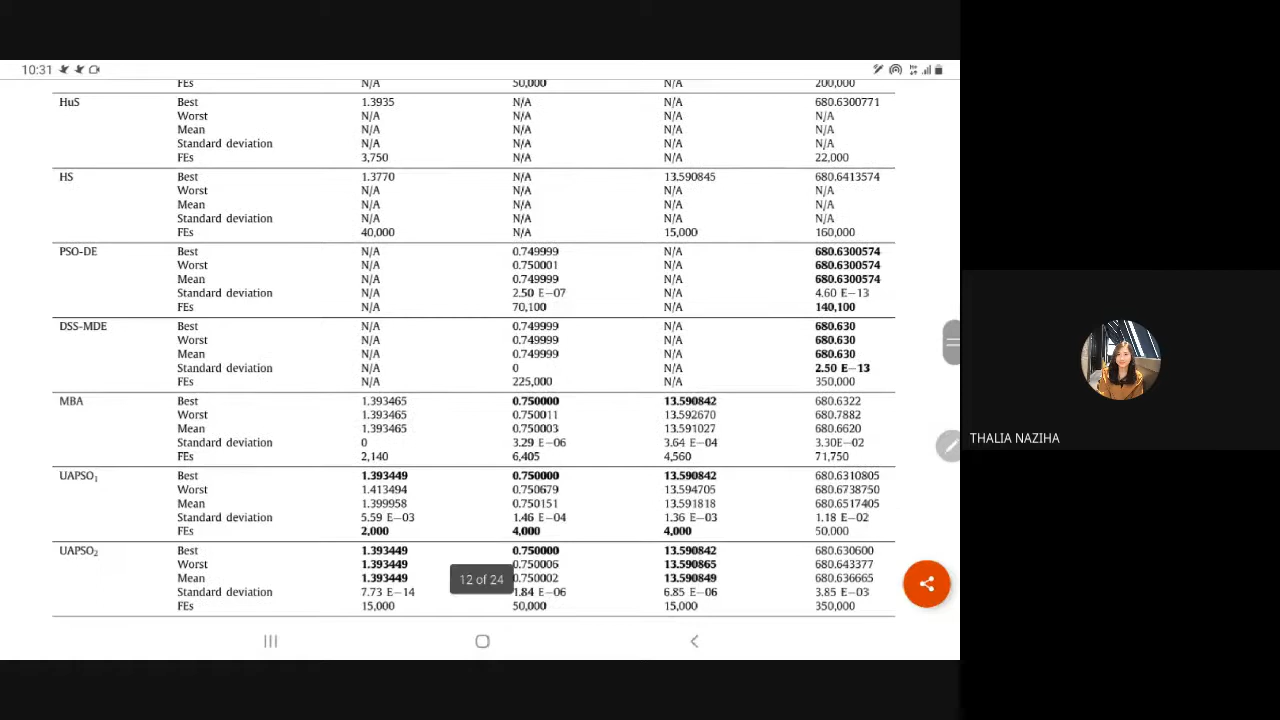 10:31
FEs N/A 50,000 N/A 200,000
HuS Best 1.3935 N/A N/A 680.6300771
Worst N/A N/A N/A N/A
Mean N/A N/A N/A N/A
Standard deviation N/A N/A N/A N/A
FEs 3,750 N/A N/A 22,000
HS Best 1.3770 N/A 13.590845 680.6413574
Worst N/A N/A N/A N/A
Mean N/A N/A N/A N/A
Standard deviation N/A N/A N/A N/A
FEs 40,000 N/A 15,000 160,000
PSO-DE Best N/A 0.749999 N/A 680.6300574
Worst N/A 0.750001 N/A 680.6300574
Mean N/A 0.749999 N/A 680.6300574
Standard deviation N/A 2.50 E−07 N/A 4.60 E−13
FEs N/A 70,100 N/A 140,100
DSS-MDE Best N/A 0.749999 N/A 680.630
Worst N/A 0.749999 N/A 680.630
Mean N/A 0.749999 N/A 680.630
Standard deviation N/A 0 N/A 2.50 E−13
FEs N/A 225,000 N/A 350,000
MBA Best 1.393465 0.750000 13.590842 680.6322
Worst 1.393465 0.750011 13.592670 680.7882
Mean 1.393465 0.750003 13.591027 680.6620
Standard deviation 0 3.29 E−06 3.64 E−04 3.30E−02
FEs 2,140 6,405 4,560 71,750
UAPSO₁ Best 1.393449 0.750000 13.590842 680.6310805
Worst 1.413494 0.750679 13.594705 680.6738750
Mean 1.399958 0.750151 13.591818 680.6517405
Standard deviation 5.59 E−03 1.46 E−04 1.36 E−03 1.18 E−02
FEs 2,000 4,000 4,000 50,000
UAPSO₂ Best 1.393449 0.750000 13.590842 680.630600
Worst 1.393449 0.750006 13.590865 680.643377
Mean 1.393449 0.750002 13.590849 680.636665
Standard deviation 7.73 E−14 1.84 E−06 6.85 E−06 3.85 E−03
FEs 15,000 50,000 15,000 350,000
12 of 24
THALIA NAZIHA